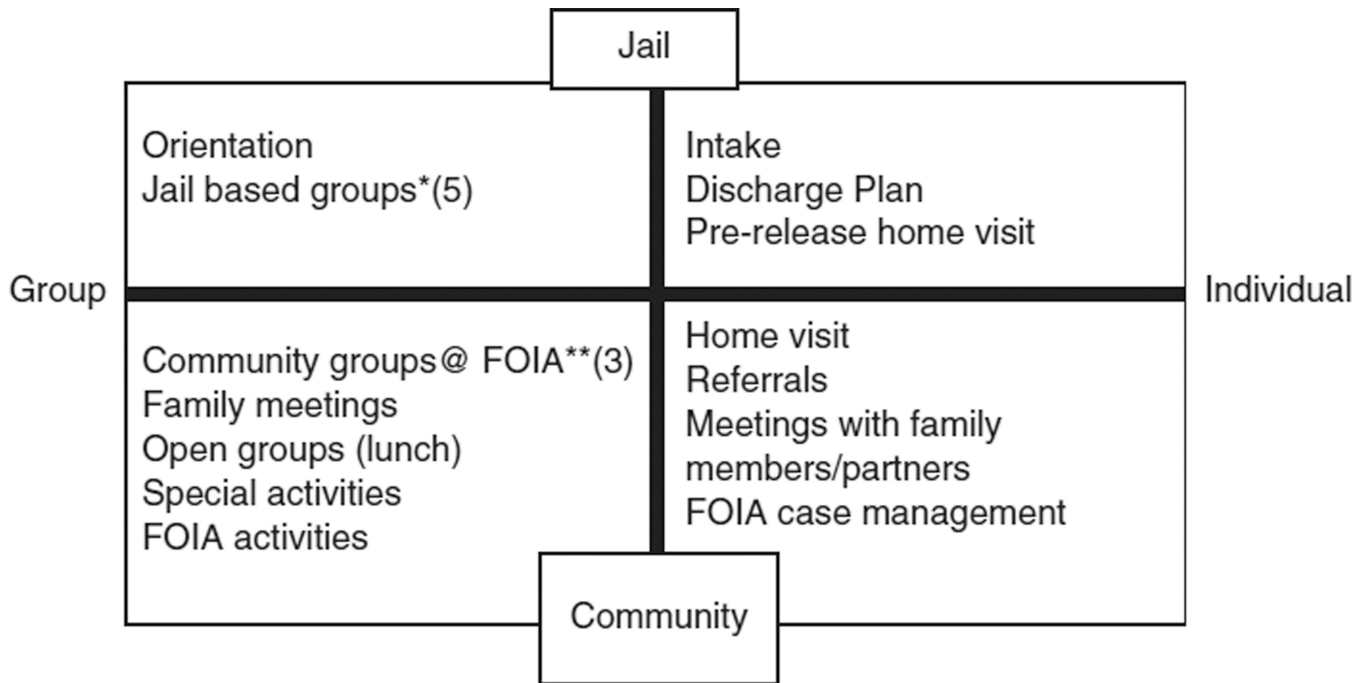 Jail
Orientation
Jail based groups*(5)
Intake
Discharge Plan
Pre-release home visit
Group
Individual
Community groups@ FOIA**(3)
Family meetings
Open groups (lunch)
Special activities
FOIA activities
Home visit
Referrals
Meetings with family
members/partners
FOIA case management
Community